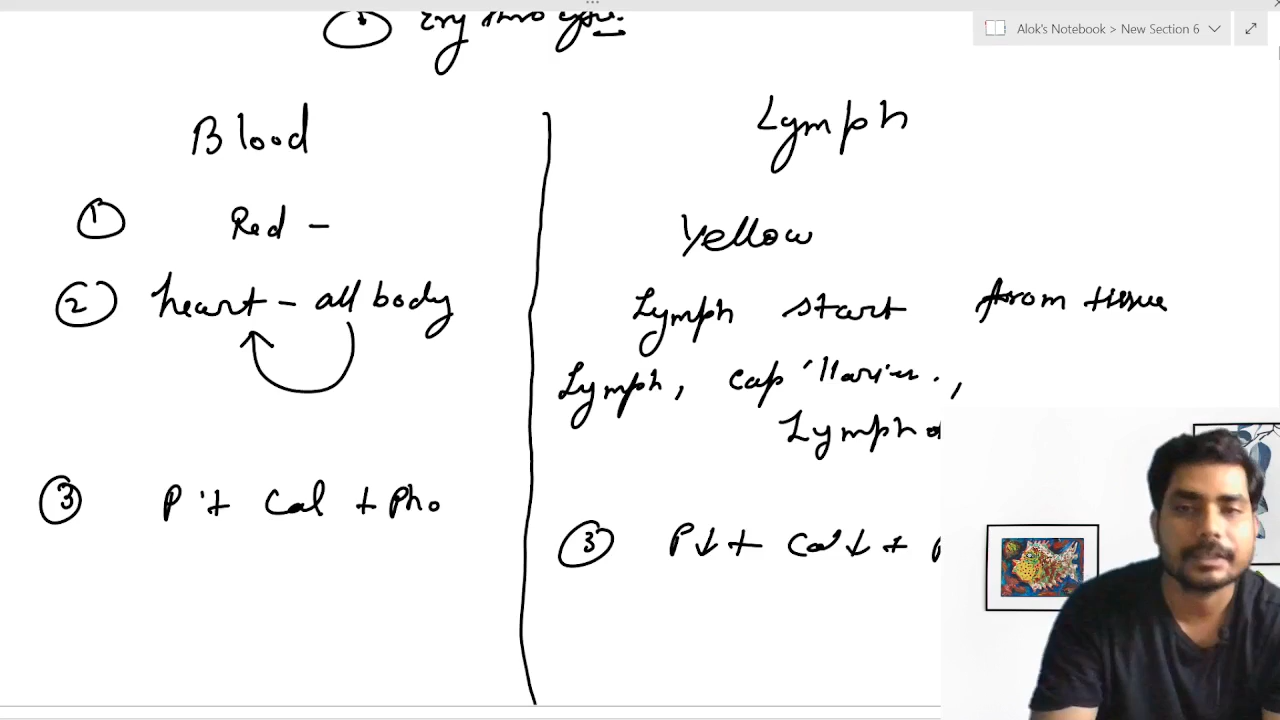 Alok's Notebook > New Section 6
Blood
Lymph
① Red -
Yellow
② heart - all body
Lymph start from tissue
Lymph, capillaries.,
Lympho
③ P + Cal + Pho
③ P↓ + Cal↓ + P